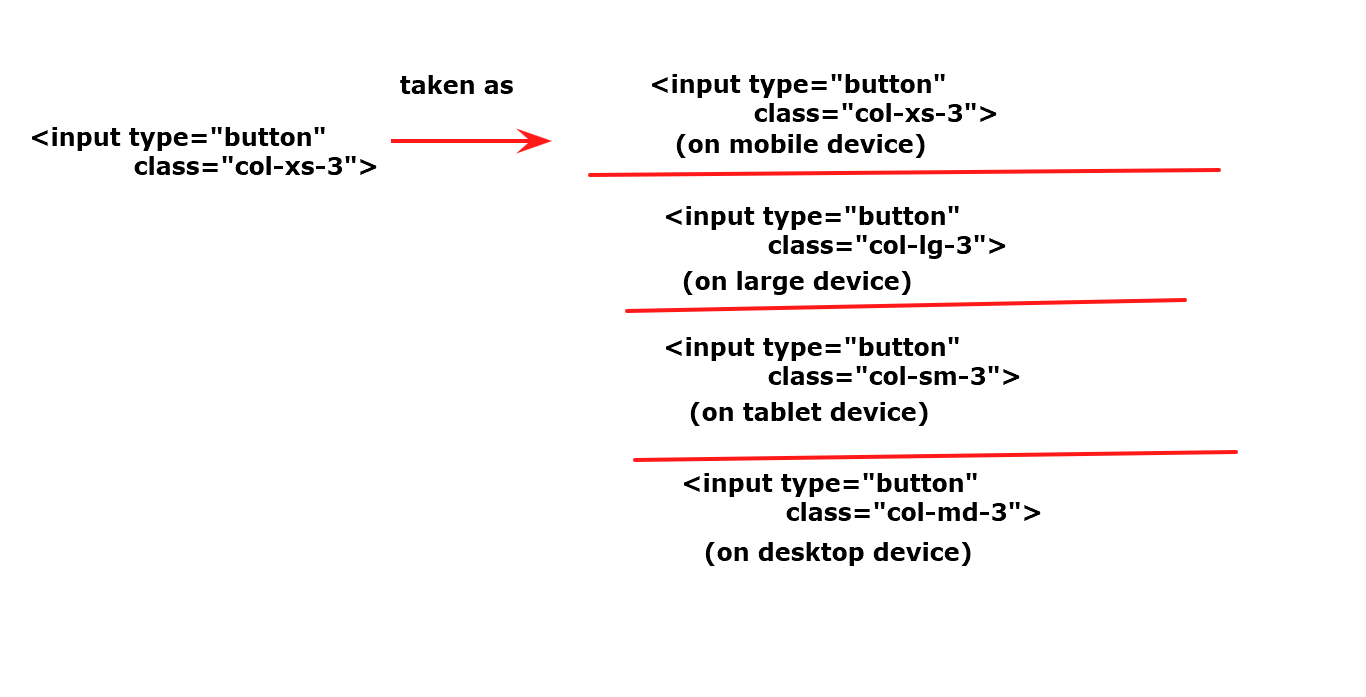 <input type="button"
class="col-xs-3">
taken as
<input type="button"
class="col-xs-3">
(on mobile device)
<input type="button"
class="col-lg-3">
(on large device)
<input type="button"
class="col-sm-3">
(on tablet device)
<input type="button"
class="col-md-3">
(on desktop device)